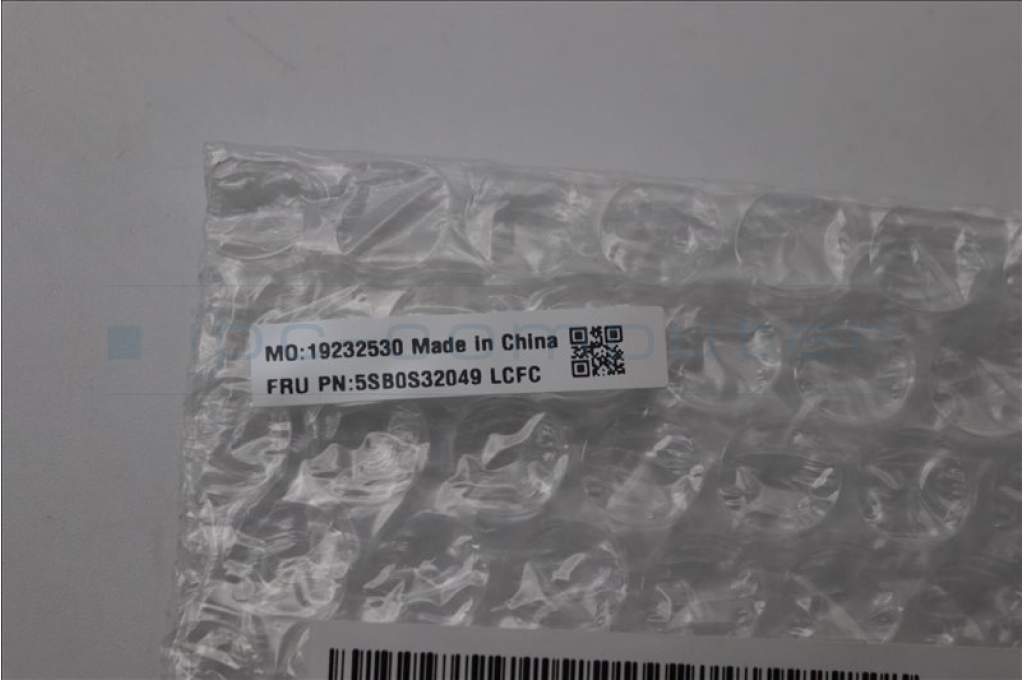 MO:19232530 Made in China
FRU PN:5SB0S32049 LCFC